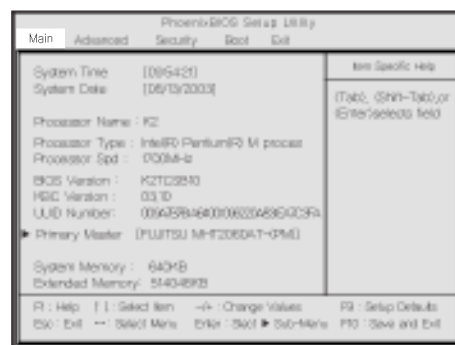 PhoenixBIOS Setup Utility
Main Advanced Security Boot Exit
System Time [09:54:21]
System Date [06/13/2003]
Processor Name : K2
Processor Type : Intel(R) Pentium(R) M process
Processor Spd : 1700MHz
BIOS Version :
KBC Version : 03.10
UUID Number:
▶ Primary Master [FUJITSU MHT2060AT-(PM)]
System Memory : 640KB
Extended Memory: 514048KB
Item Specific Help
(Tab), (Shift-Tab),or
(Enter)selects field
F1 : Help ↑↓: Select Item -/+ : Change Values F9 : Setup Defaults
Esc : Exit ↔ : Select Menu Enter : Slect ▶ Sub-Menu F10 : Save and Exit